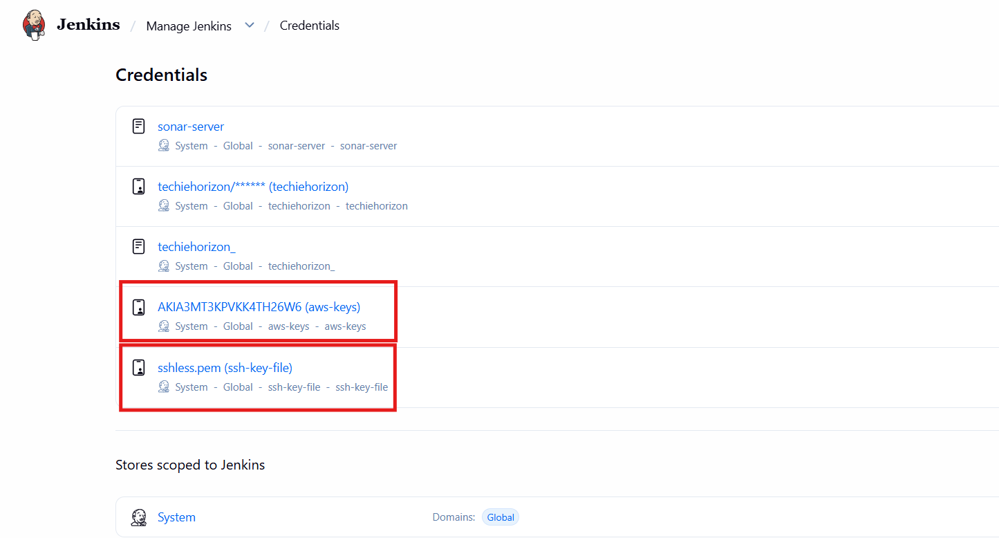 Jenkins / Manage Jenkins / Credentials
Credentials
sonar-server
System - Global - sonar-server - sonar-server
techiehorizon/****** (techiehorizon)
System - Global - techiehorizon - techiehorizon
techiehorizon_
System - Global - techiehorizon_
AKIA3MT3KPVKK4TH26W6 (aws-keys)
System - Global - aws-keys - aws-keys
sshless.pem (ssh-key-file)
System - Global - ssh-key-file - ssh-key-file
Stores scoped to Jenkins
System Domains: Global